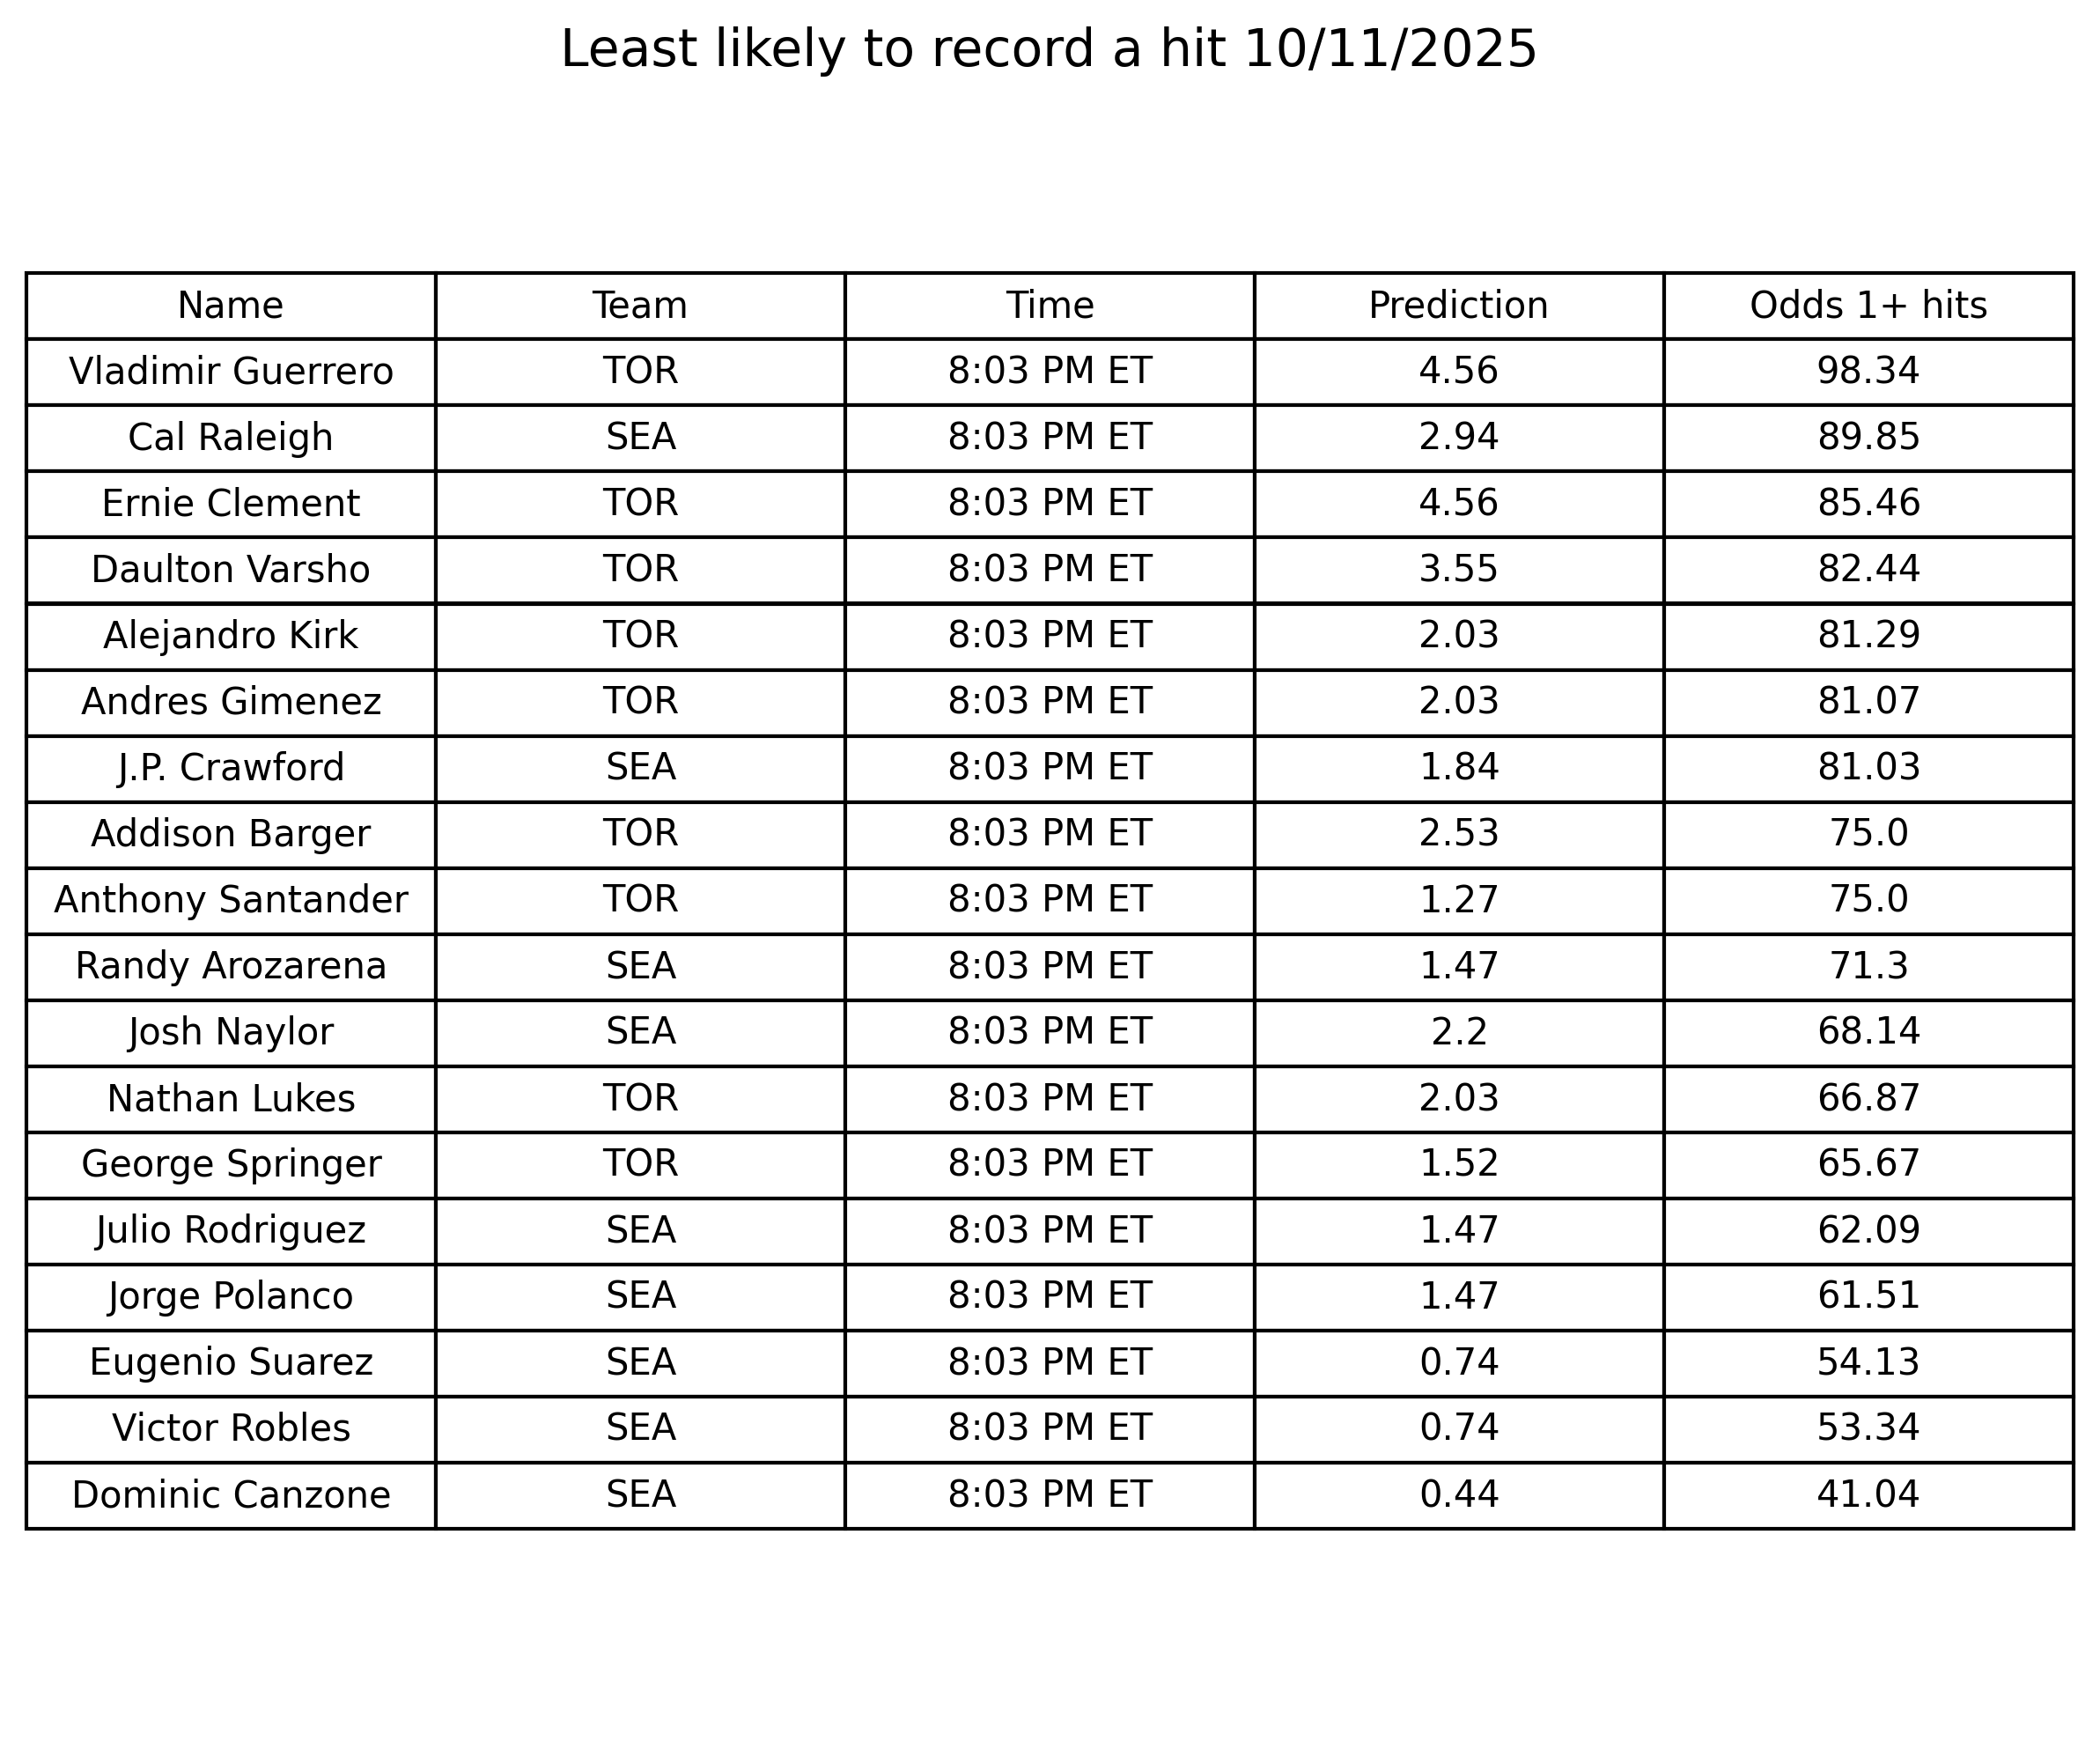 Least likely to record a hit 10/11/2025
Name Team Time Prediction Odds 1+ hits
Vladimir Guerrero TOR 8:03 PM ET 4.56 98.34
Cal Raleigh SEA 8:03 PM ET 2.94 89.85
Ernie Clement TOR 8:03 PM ET 4.56 85.46
Daulton Varsho TOR 8:03 PM ET 3.55 82.44
Alejandro Kirk TOR 8:03 PM ET 2.03 81.29
Andres Gimenez TOR 8:03 PM ET 2.03 81.07
J.P. Crawford SEA 8:03 PM ET 1.84 81.03
Addison Barger TOR 8:03 PM ET 2.53 75.0
Anthony Santander TOR 8:03 PM ET 1.27 75.0
Randy Arozarena SEA 8:03 PM ET 1.47 71.3
Josh Naylor SEA 8:03 PM ET 2.2 68.14
Nathan Lukes TOR 8:03 PM ET 2.03 66.87
George Springer TOR 8:03 PM ET 1.52 65.67
Julio Rodriguez SEA 8:03 PM ET 1.47 62.09
Jorge Polanco SEA 8:03 PM ET 1.47 61.51
Eugenio Suarez SEA 8:03 PM ET 0.74 54.13
Victor Robles SEA 8:03 PM ET 0.74 53.34
Dominic Canzone SEA 8:03 PM ET 0.44 41.04